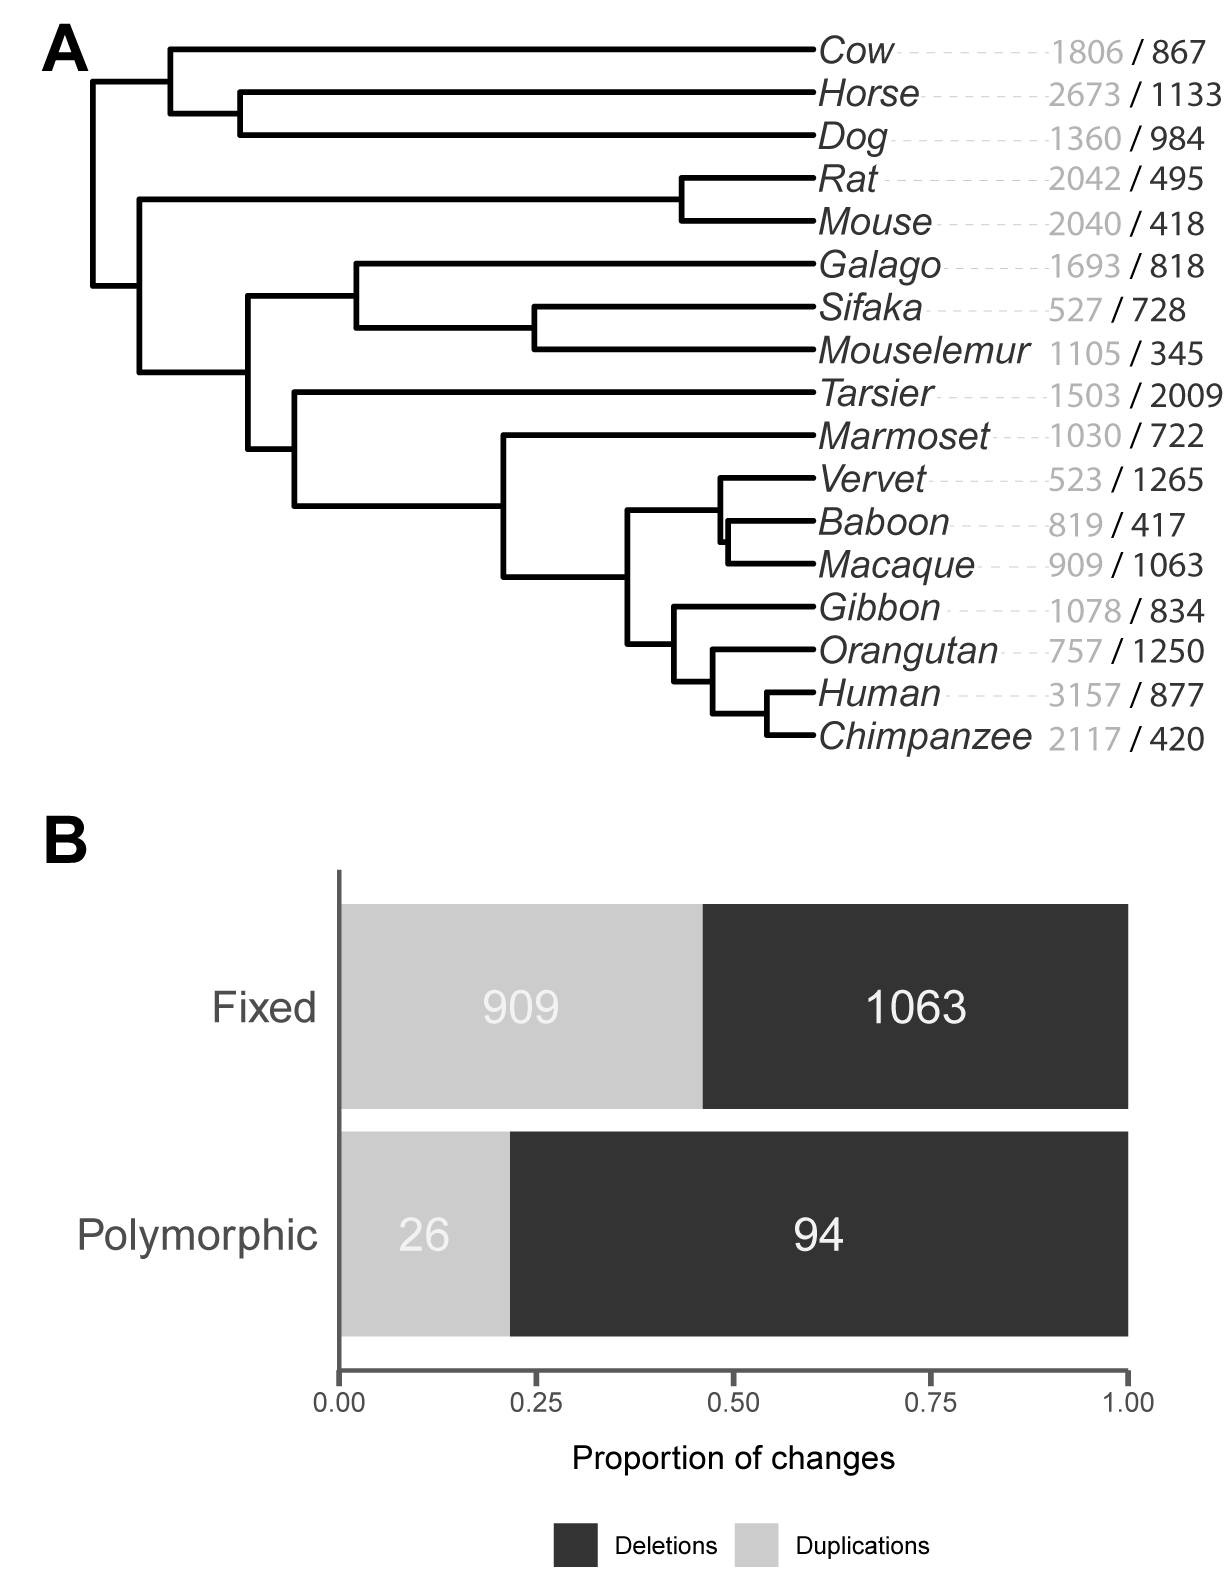 A
Cow 1806 / 867
Horse 2673 / 1133
Dog 1360 / 984
Rat 2042 / 495
Mouse 2040 / 418
Galago 1693 / 818
Sifaka 527 / 728
Mouselemur 1105 / 345
Tarsier 1503 / 2009
Marmoset 1030 / 722
Vervet 523 / 1265
Baboon 819 / 417
Macaque 909 / 1063
Gibbon 1078 / 834
Orangutan 757 / 1250
Human 3157 / 877
Chimpanzee 2117 / 420
B
Fixed 909 1063
Polymorphic 26 94
0.00 0.25 0.50 0.75 1.00
Proportion of changes
Deletions Duplications